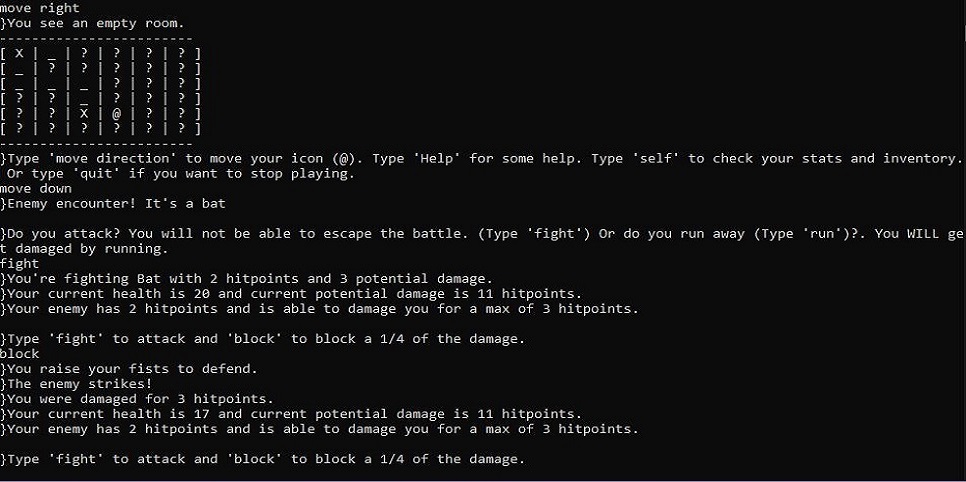 move right
}You see an empty room.
------------------------
[ X | _ | ? | ? | ? | ? ]
[ _ | ? | ? | ? | ? | ? ]
[ _ | _ | _ | ? | ? | ? ]
[ ? | ? | _ | ? | ? | ? ]
[ ? | ? | X | @ | ? | ? ]
[ ? | ? | ? | ? | ? | ? ]
------------------------
}Type 'move direction' to move your icon (@). Type 'Help' for some help. Type 'self' to check your stats and inventory.
 Or type 'quit' if you want to stop playing.
move down
}Enemy encounter! It's a bat
}Do you attack? You will not be able to escape the battle. (Type 'fight') Or do you run away (Type 'run')?. You WILL ge
t damaged by running.
fight
}You're fighting Bat with 2 hitpoints and 3 potential damage.
}Your current health is 20 and current potential damage is 11 hitpoints.
}Your enemy has 2 hitpoints and is able to damage you for a max of 3 hitpoints.
}Type 'fight' to attack and 'block' to block a 1/4 of the damage.
block
}You raise your fists to defend.
}The enemy strikes!
}You were damaged for 3 hitpoints.
}Your current health is 17 and current potential damage is 11 hitpoints.
}Your enemy has 2 hitpoints and is able to damage you for a max of 3 hitpoints.
}Type 'fight' to attack and 'block' to block a 1/4 of the damage.